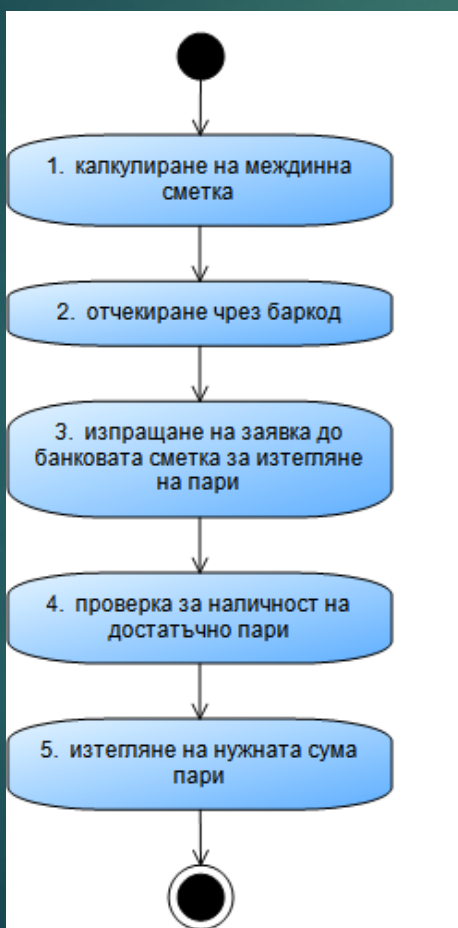 1. калкулиране на междинна
сметка
2. отчекиране чрез баркод
3. изпращане на заявка до
банковата сметка за изтегляне
на пари
4. проверка за наличност на
достатъчно пари
5. изтегляне на нужната сума
пари